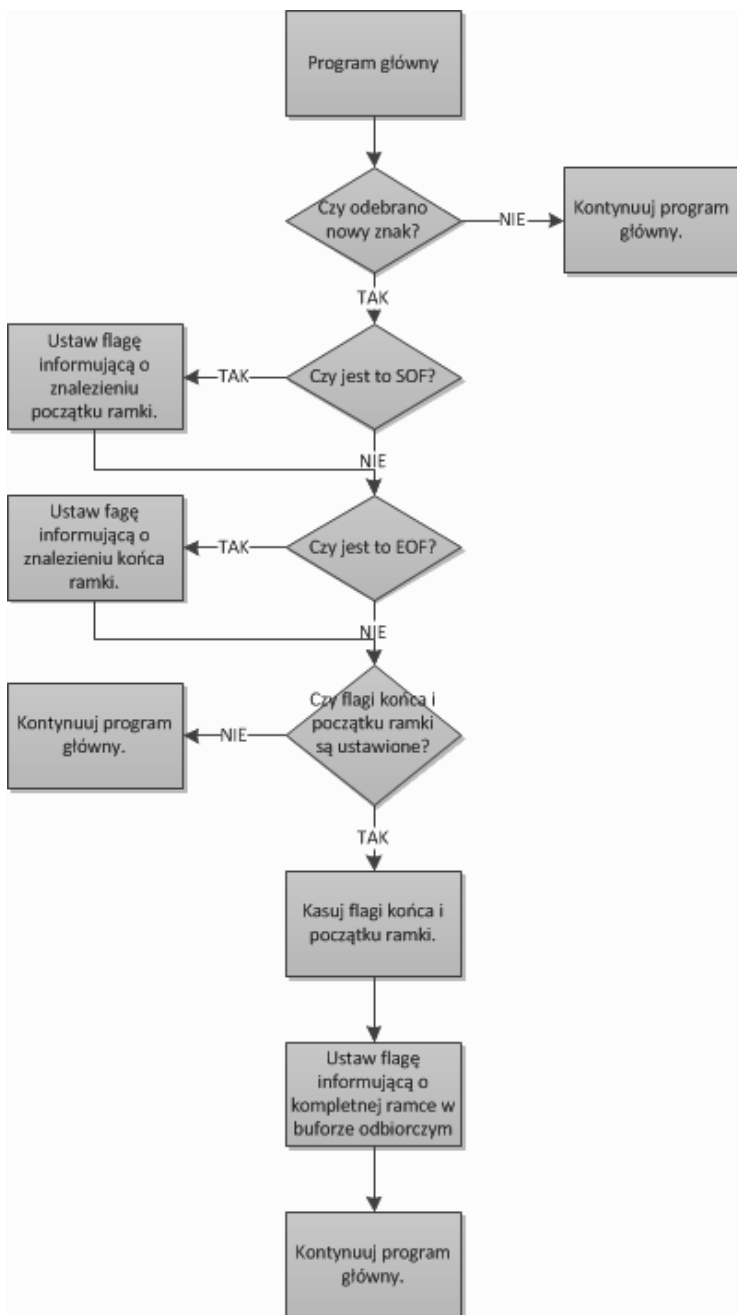 Program główny
Czy odebrano
nowy znak?
NIE
Kontynuuj program
główny.
TAK
Ustaw flagę
informującą o
znalezieniu
początku ramki.
TAK
Czy jest to SOF?
NIE
Ustaw fagę
informującą o
znalezieniu końca
ramki.
TAK
Czy jest to EOF?
NIE
Kontynuuj program
główny.
NIE
Czy flagi końca i
początku ramki
są ustawione?
TAK
Kasuj flagi końca i
początku ramki.
Ustaw flagę
informującą o
kompletnej ramce w
buforze odbiorczym
Kontynuuj program
główny.